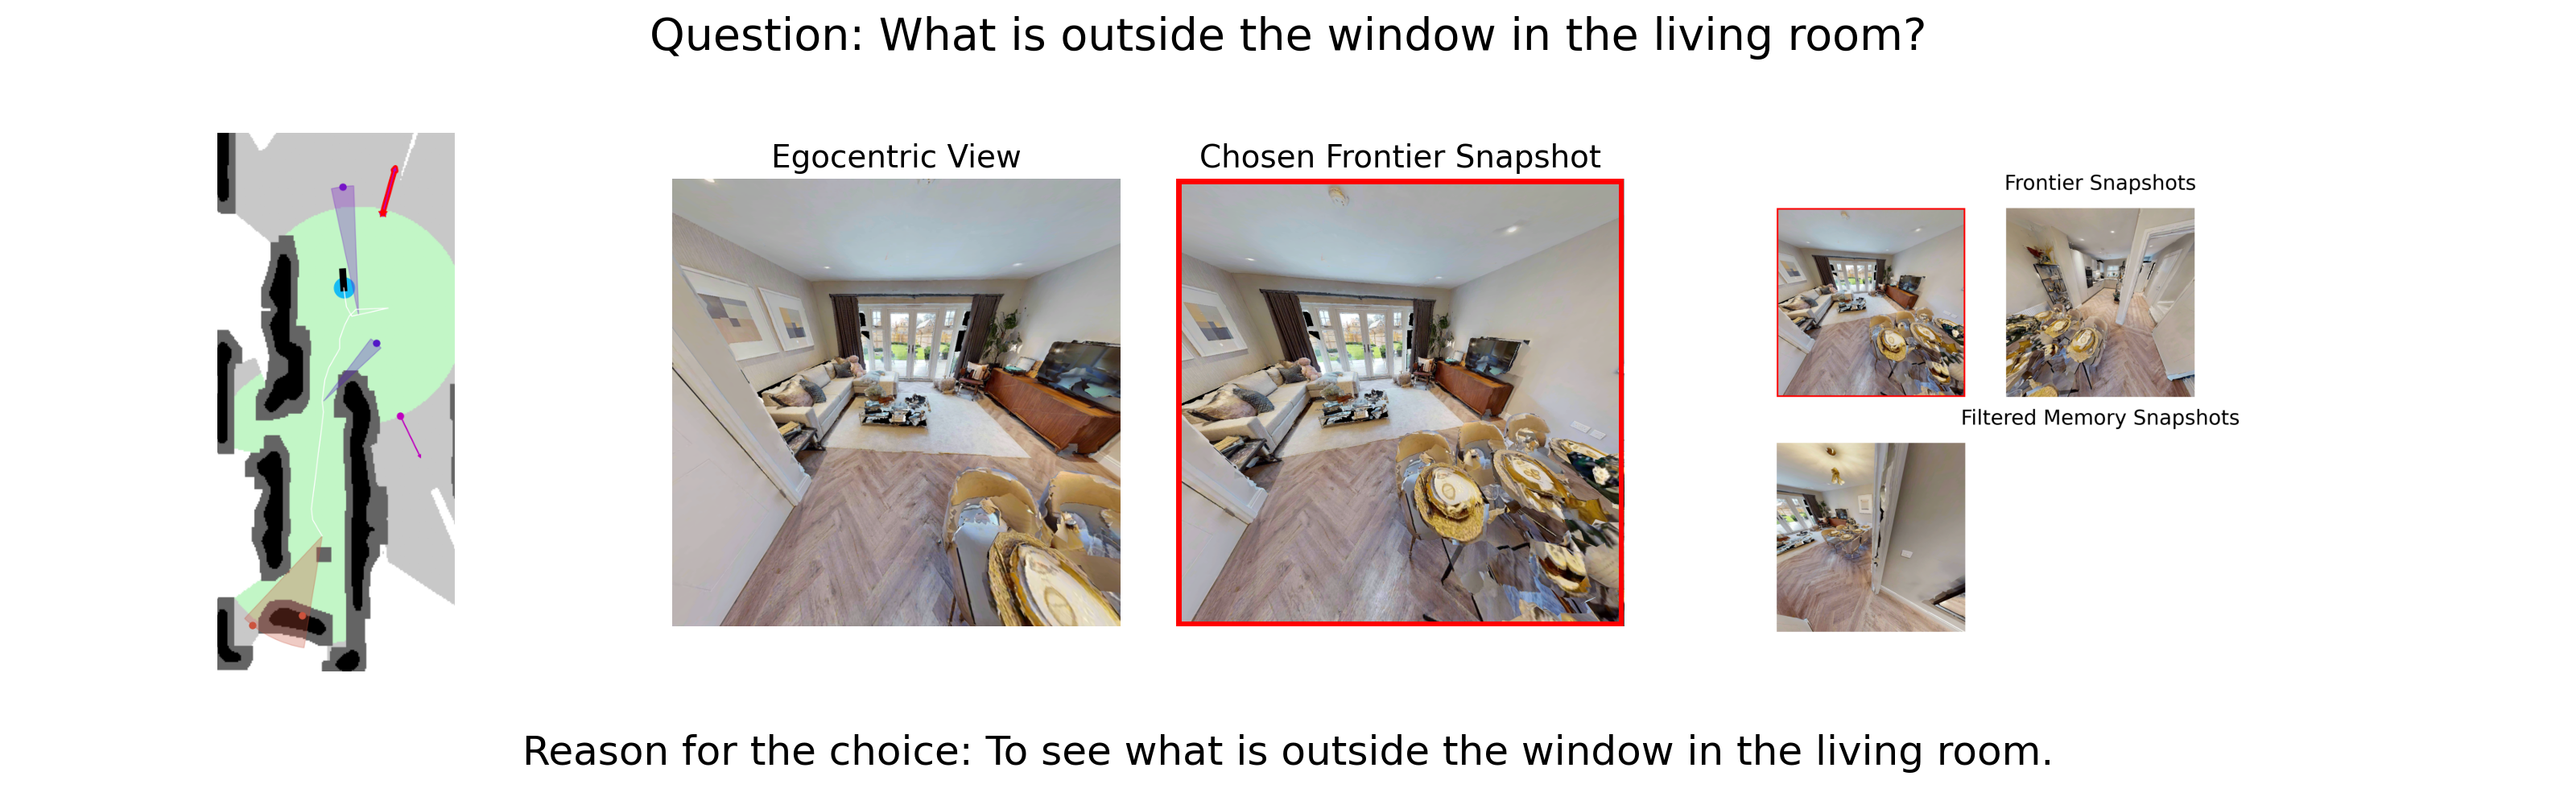 Question: What is outside the window in the living room?
Egocentric View
Chosen Frontier Snapshot
Frontier Snapshots
Filtered Memory Snapshots
Reason for the choice: To see what is outside the window in the living room.